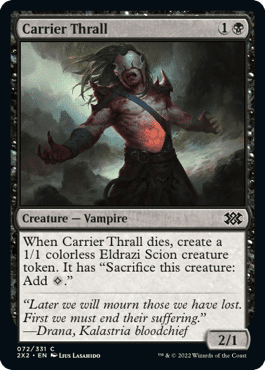 Carrier Thrall 1
Creature — Vampire
When Carrier Thrall dies, create a
1/1 colorless Eldrazi Scion creature
token. It has “Sacrifice this creature:
Add ◇.”
“Later we will mourn those we have lost.
First we must end their suffering.”
—Drana, Kalastria bloodchief
2/1
072/331 C
2X2 • EN LIUS LASAHIDO
™ & © 2022 Wizards of the Coast